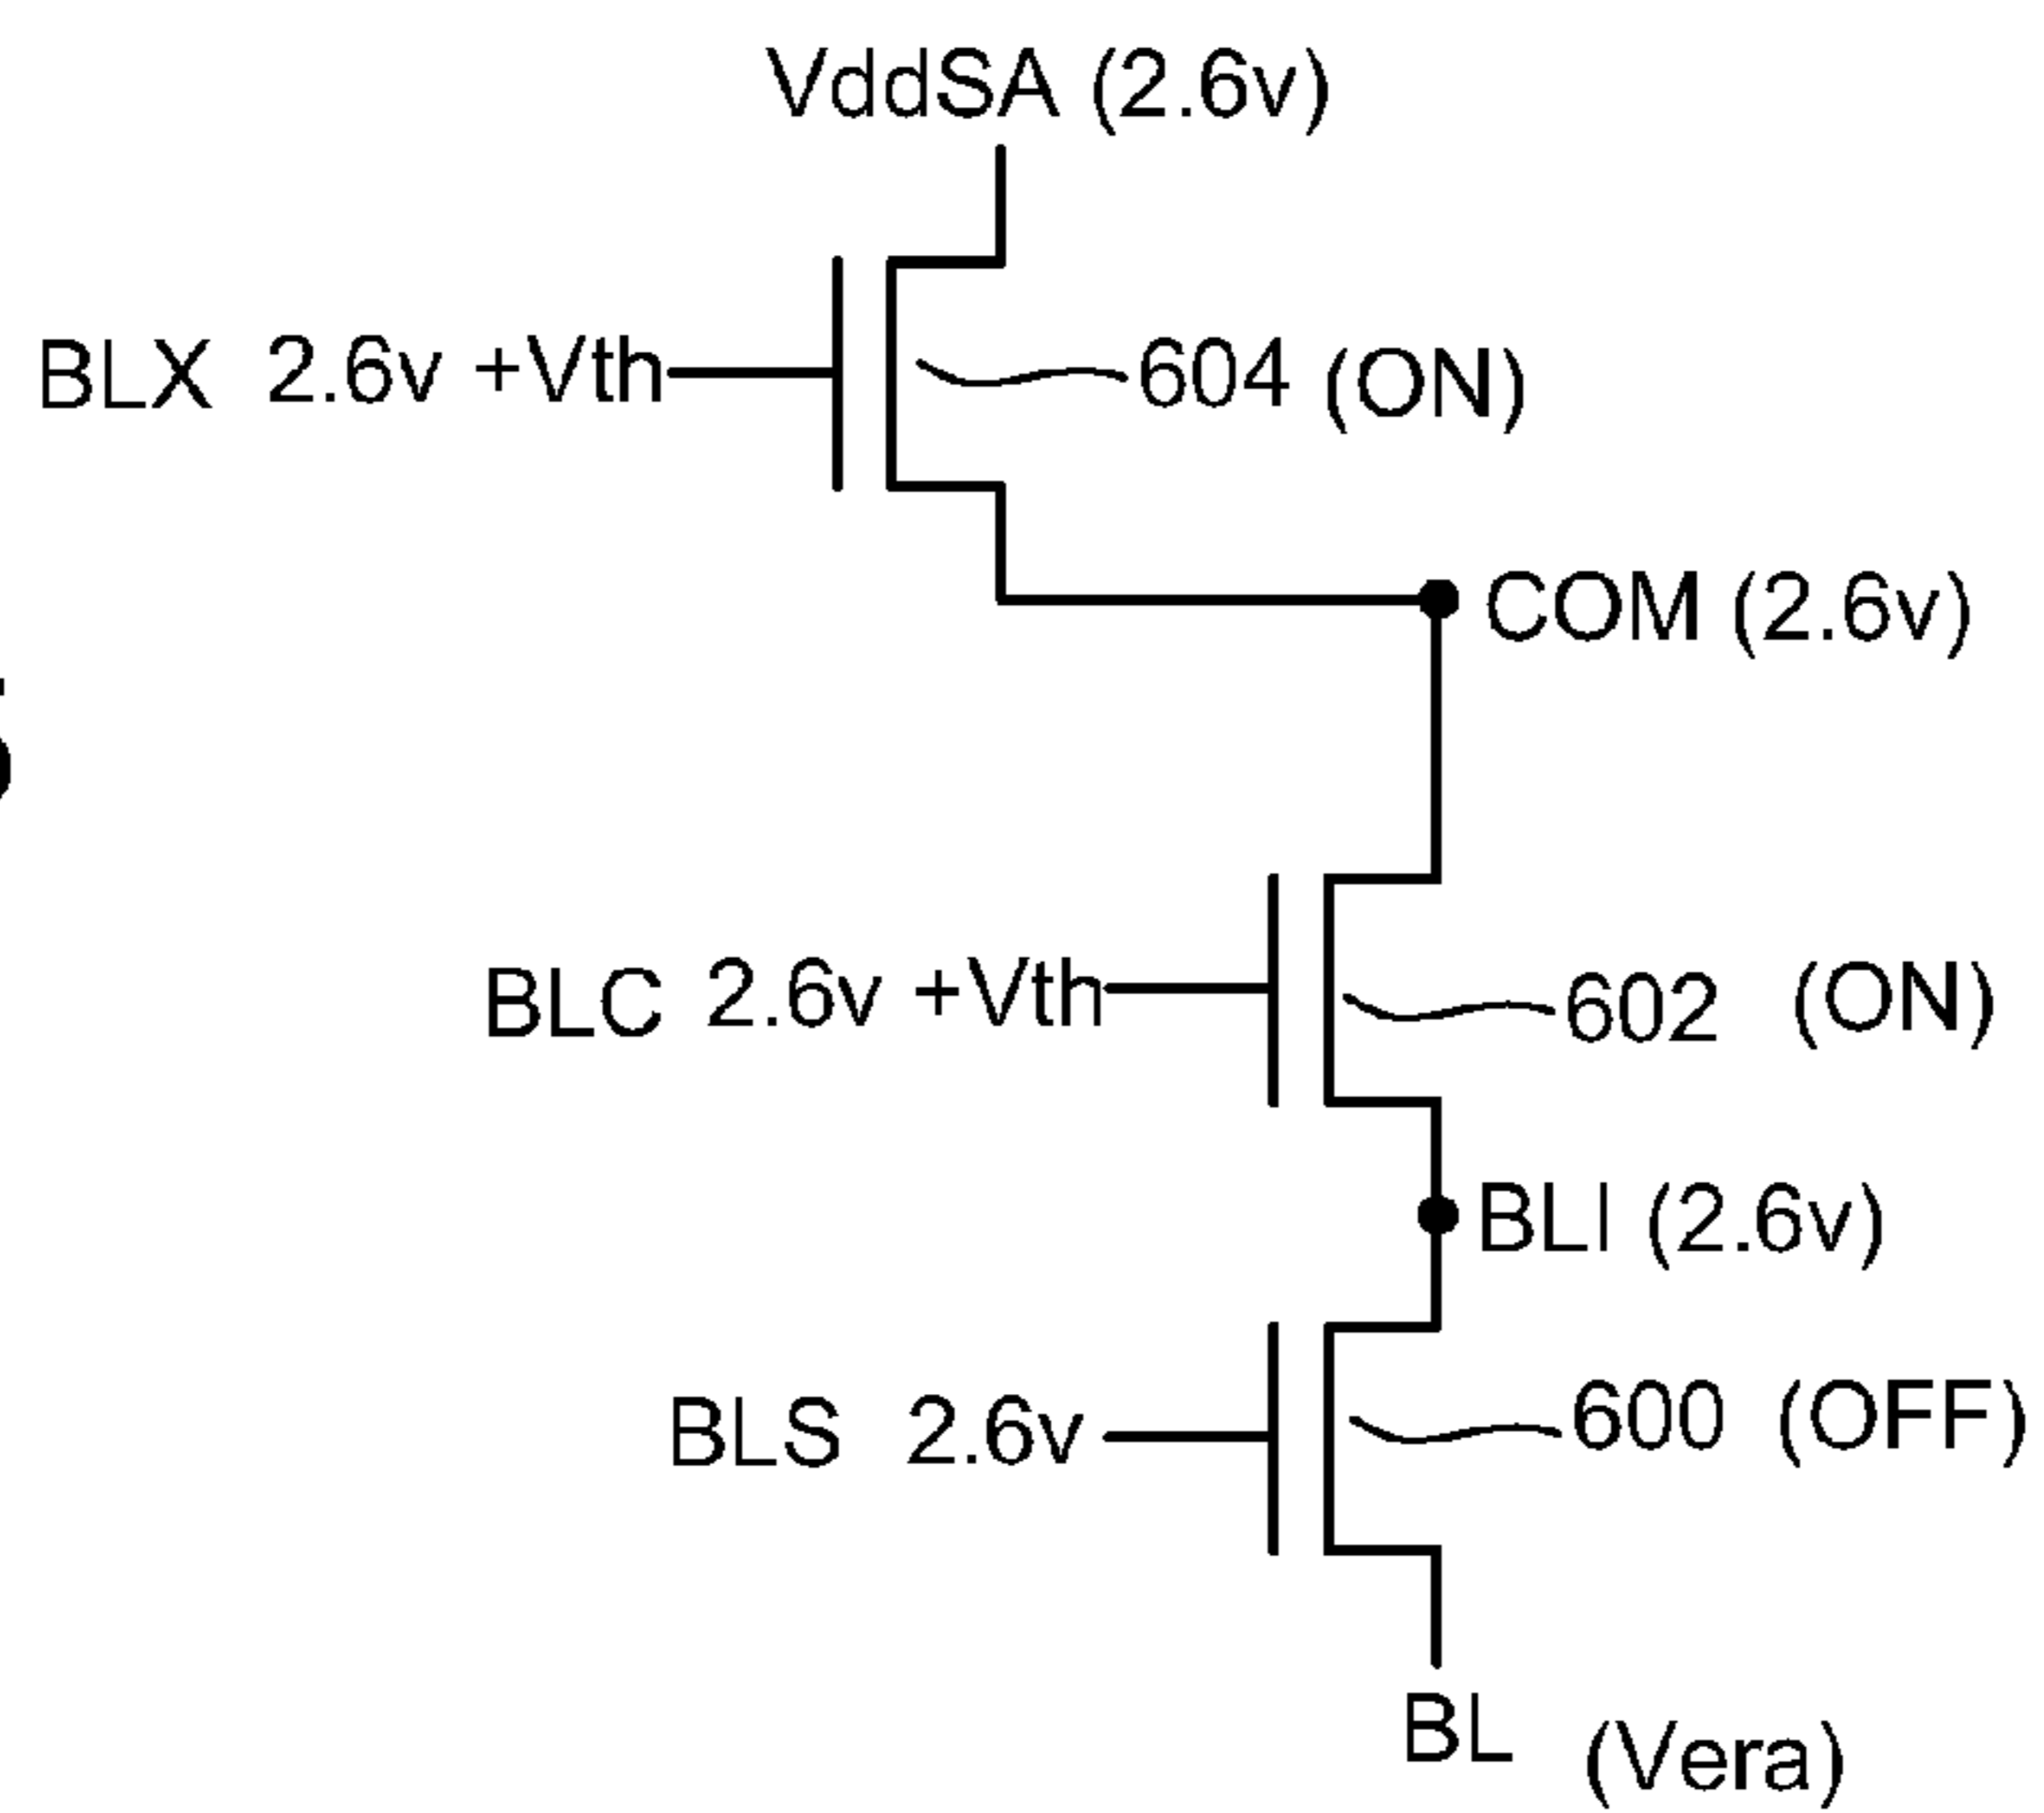 VddSA (2.6v)
BLX 2.6v +Vth 604 (ON)
COM (2.6v)
BLC 2.6v +Vth 602 (ON)
BLI (2.6v)
BLS 2.6v 600 (OFF)
BL (Vera)